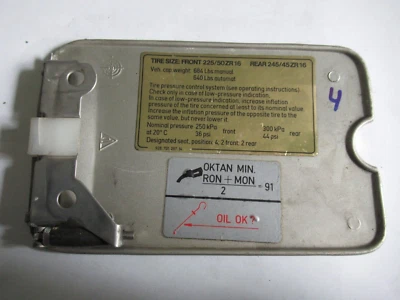 TIRE SIZE: FRONT 225/50ZR16 REAR 245/45ZR16
Veh. cap. weight 684 Lbs manual
640 Lbs automat.
Tire pressure control system (see operating instructions)
Check only in case of low-pressure indication.
In case of low-pressure indication, increase inflation
pressure of the tire concerned at least to its nominal value.
Increase the inflation pressure of the opposite tire to the
same value, but never lower it
Nominal pressure 250 kPa 300 kPa
at 20° C 36 psi front 44 psi rear
Designated seat. position 4, 2 front; 2 rear
4
OKTAN MIN.
RON + MON
2
= 91
OIL OK?